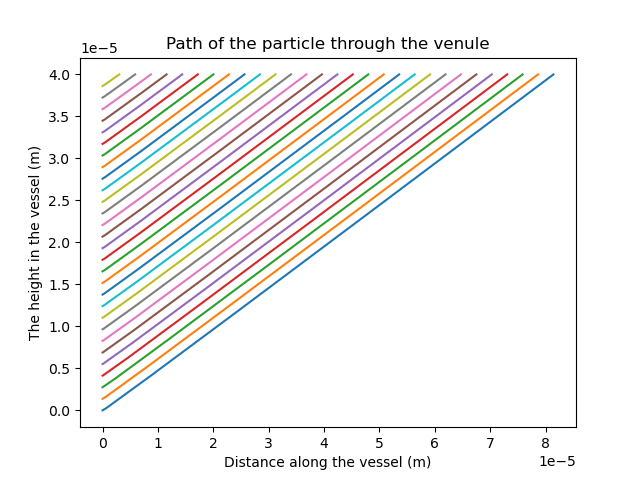 Path of the particle through the venule
1e−5
4.0
3.5
3.0
2.5
2.0
1.5
1.0
0.5
0.0
The height in the vessel (m)
0 1 2 3 4 5 6 7 8
1e−5
Distance along the vessel (m)